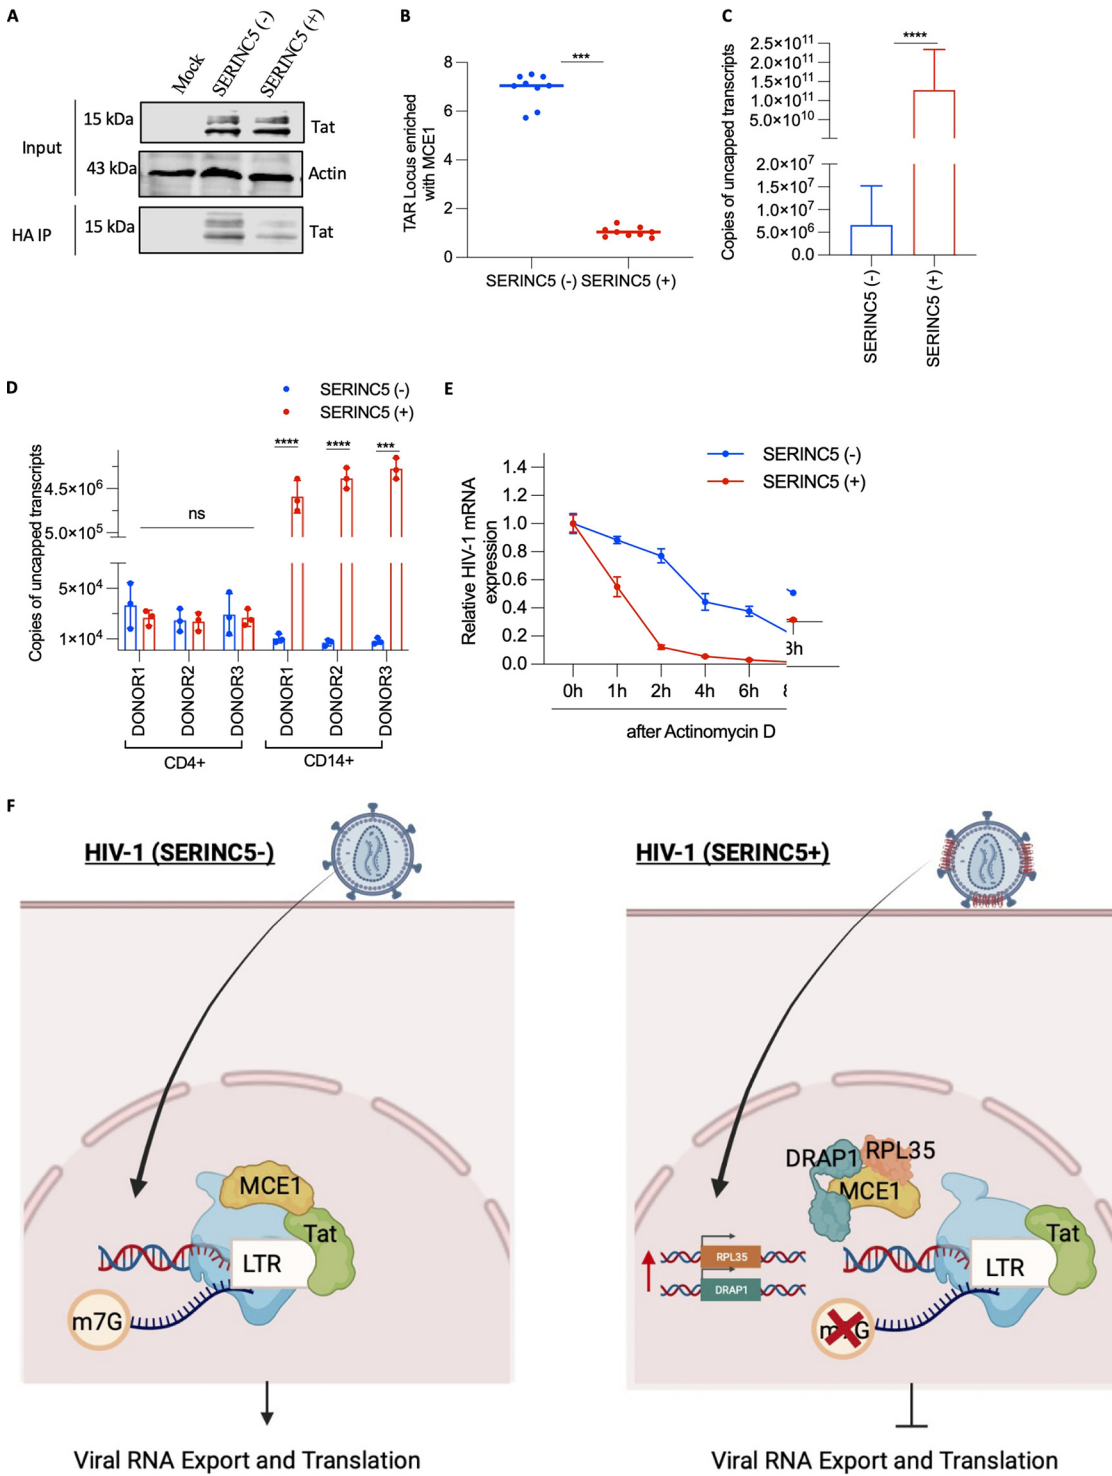 A
Mock
SERINC5 (-)
SERINC5 (+)
Input
15 kDa
Tat
43 kDa
Actin
HA IP
15 kDa
Tat
B
TAR Locus enriched
with MCE1
8
6
4
2
0
***
SERINC5 (-) SERINC5 (+)
C
Copies of uncapped transcripts
2.5×10¹¹
2.0×10¹¹
1.5×10¹¹
1.0×10¹¹
5.0×10¹⁰
2.0×10⁷
1.5×10⁷
1.0×10⁷
5.0×10⁶
0.0
****
SERINC5 (-)
SERINC5 (+)
D
SERINC5 (-)
SERINC5 (+)
Copies of uncapped transcripts
4.5×10⁶
5.0×10⁵
5×10⁴
1×10⁴
ns
****
****
***
DONOR1
DONOR2
DONOR3
DONOR1
DONOR2
DONOR3
CD4+
CD14+
E
SERINC5 (-)
SERINC5 (+)
Relative HIV-1 mRNA
expression
1.4
1.2
1.0
0.8
0.6
0.4
0.2
0.0
0h
1h
2h
4h
6h
after Actinomycin D
F
HIV-1 (SERINC5-)
MCE1
Tat
LTR
m7G
Viral RNA Export and Translation
HIV-1 (SERINC5+)
DRAP1
RPL35
MCE1
Tat
LTR
RPL35
DRAP1
m7G
Viral RNA Export and Translation